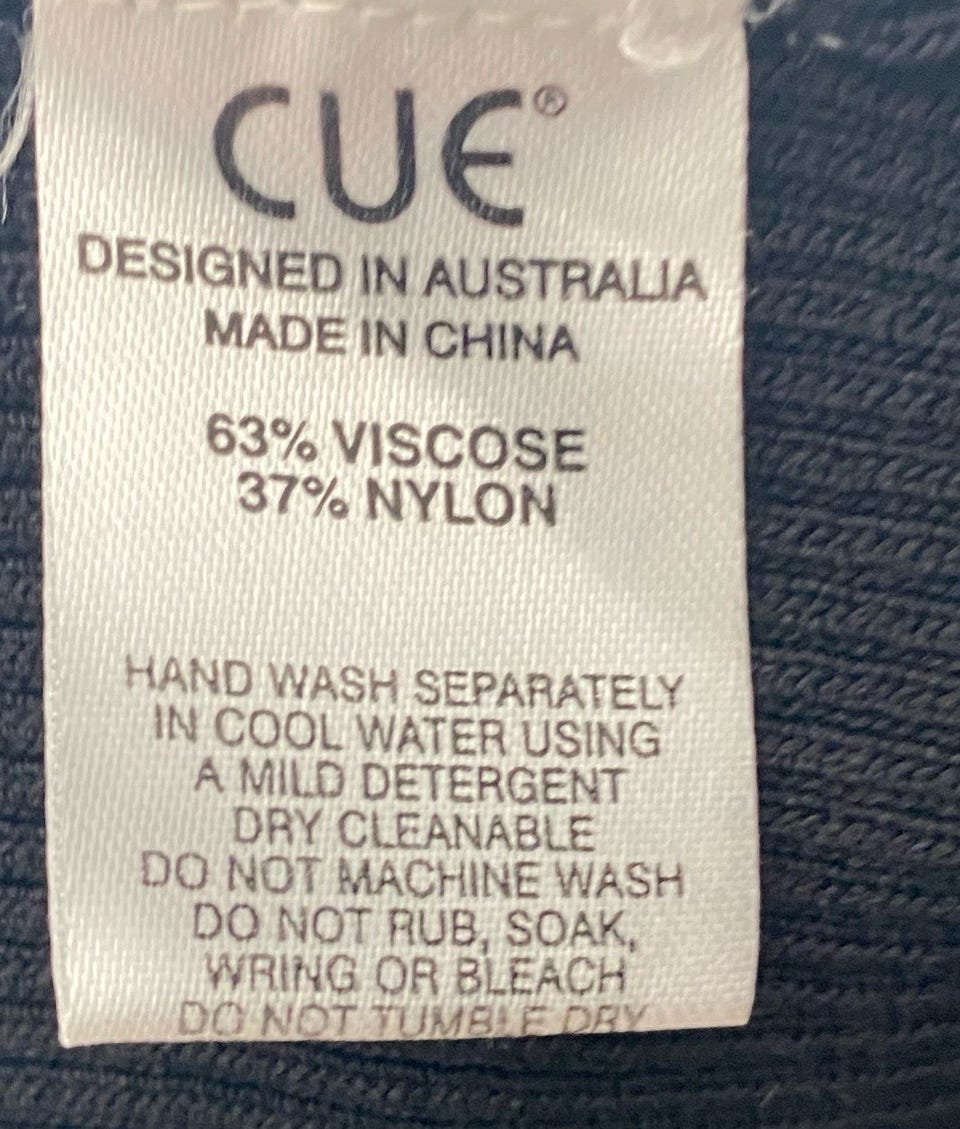 CUE®
DESIGNED IN AUSTRALIA
MADE IN CHINA
63% VISCOSE
37% NYLON
HAND WASH SEPARATELY
IN COOL WATER USING
A MILD DETERGENT
DRY CLEANABLE
DO NOT MACHINE WASH
DO NOT RUB, SOAK,
WRING OR BLEACH
DO NOT TUMBLE DRY